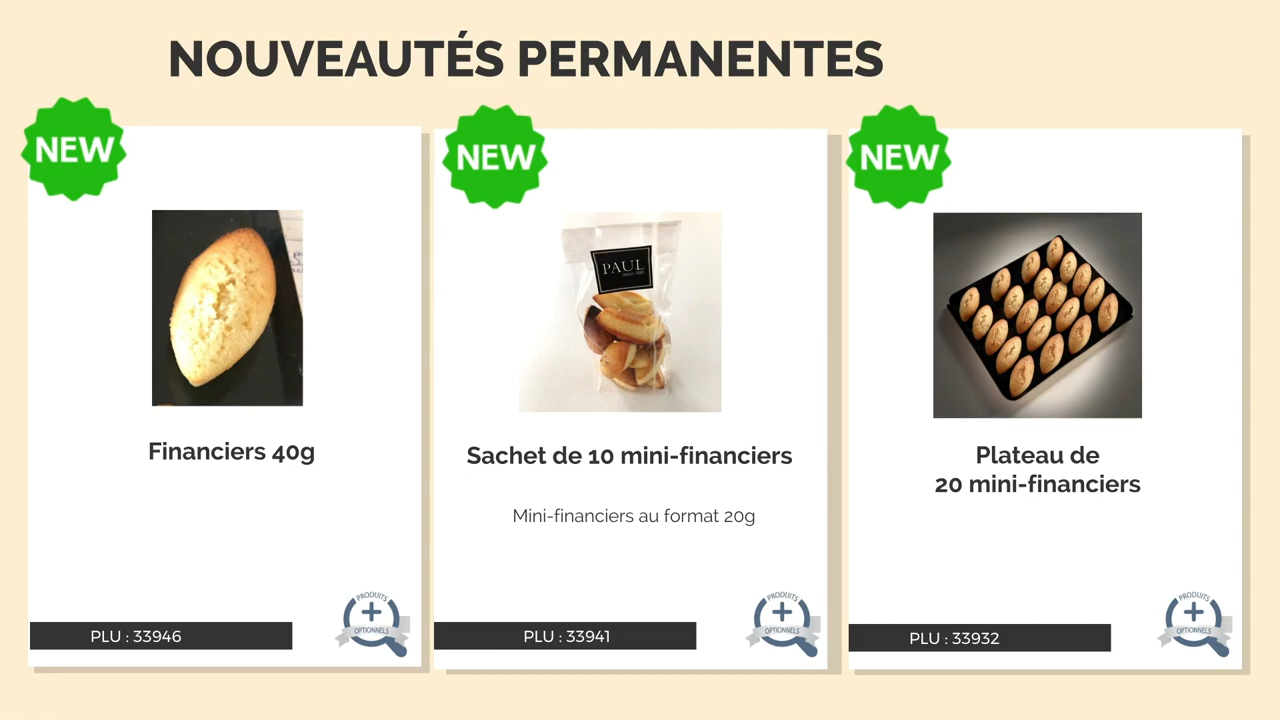 NOUVEAUTÉS PERMANENTES
NEW
Financiers 40g
PLU : 33946
PRODUITS
OPTIONNELS
NEW
PAUL
Sachet de 10 mini-financiers
Mini-financiers au format 20g
PLU : 33941
PRODUITS
OPTIONNELS
NEW
Plateau de
20 mini-financiers
PLU : 33932
PRODUITS
OPTIONNELS